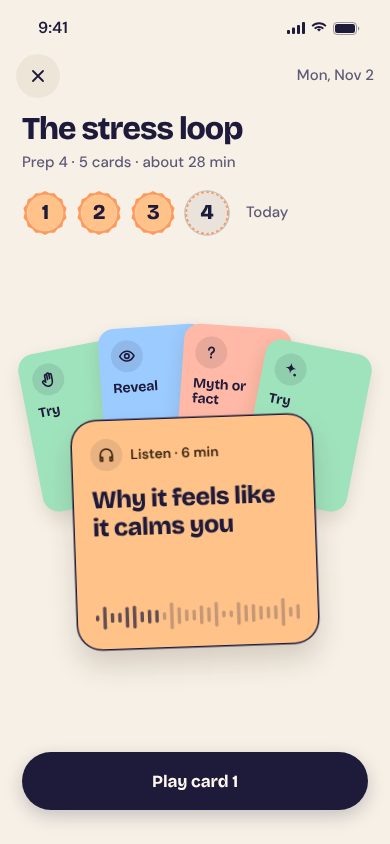 9:41
Mon, Nov 2
The stress loop
Prep 4 · 5 cards · about 28 min
1 2 3 4 Today
Try
Reveal
?
Myth or
fact
Try
Listen · 6 min
Why it feels like
it calms you
Play card 1